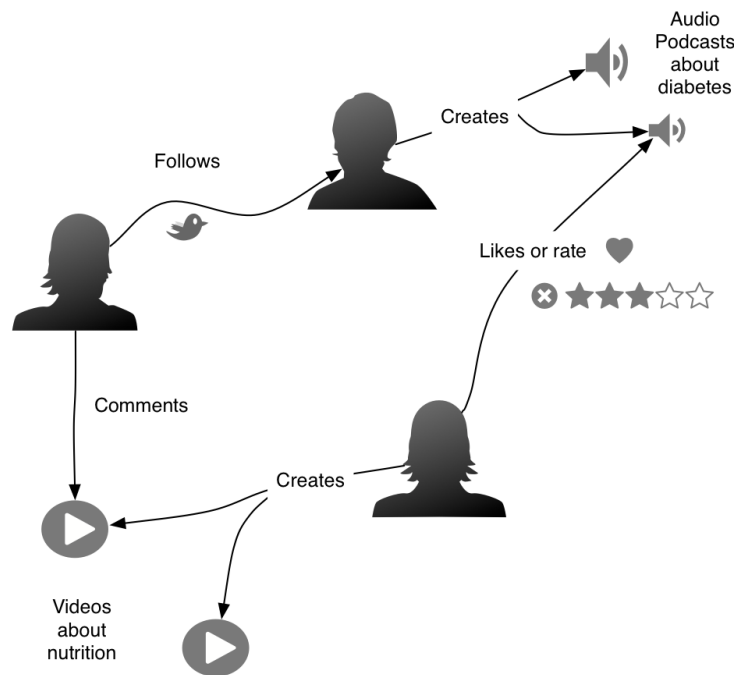 Audio
Podcasts
about
diabetes
Creates
Follows
Likes or rate
Comments
Creates
Videos
about
nutrition